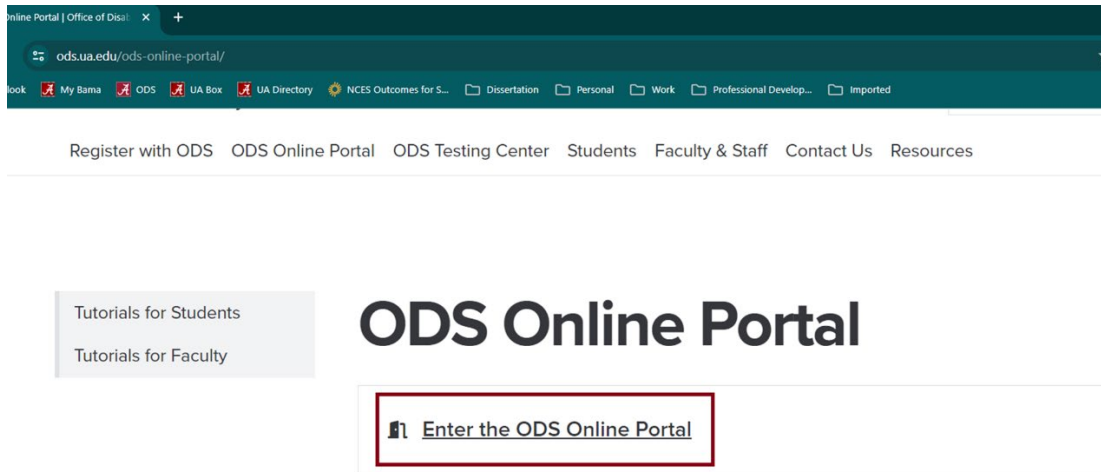 Online Portal | Office of Disab
ods.ua.edu/ods-online-portal/
look My Bama ODS UA Box UA Directory NCES Outcomes for S... Dissertation Personal Work Professional Develop... Imported
Register with ODS ODS Online Portal ODS Testing Center Students Faculty & Staff Contact Us Resources
Tutorials for Students
Tutorials for Faculty
ODS Online Portal
Enter the ODS Online Portal